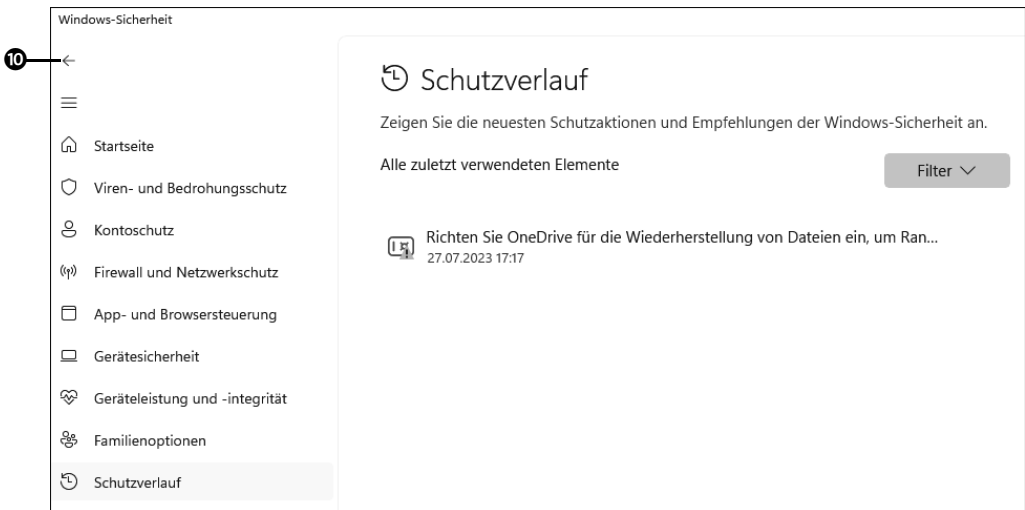 Windows-Sicherheit
10
Schutzverlauf
Zeigen Sie die neuesten Schutzaktionen und Empfehlungen der Windows-Sicherheit an.
Alle zuletzt verwendeten Elemente
Filter
Richten Sie OneDrive für die Wiederherstellung von Dateien ein, um Ran...
27.07.2023 17:17
Startseite
Viren- und Bedrohungsschutz
Kontoschutz
Firewall und Netzwerkschutz
App- und Browsersteuerung
Gerätesicherheit
Geräteleistung und -integrität
Familienoptionen
Schutzverlauf